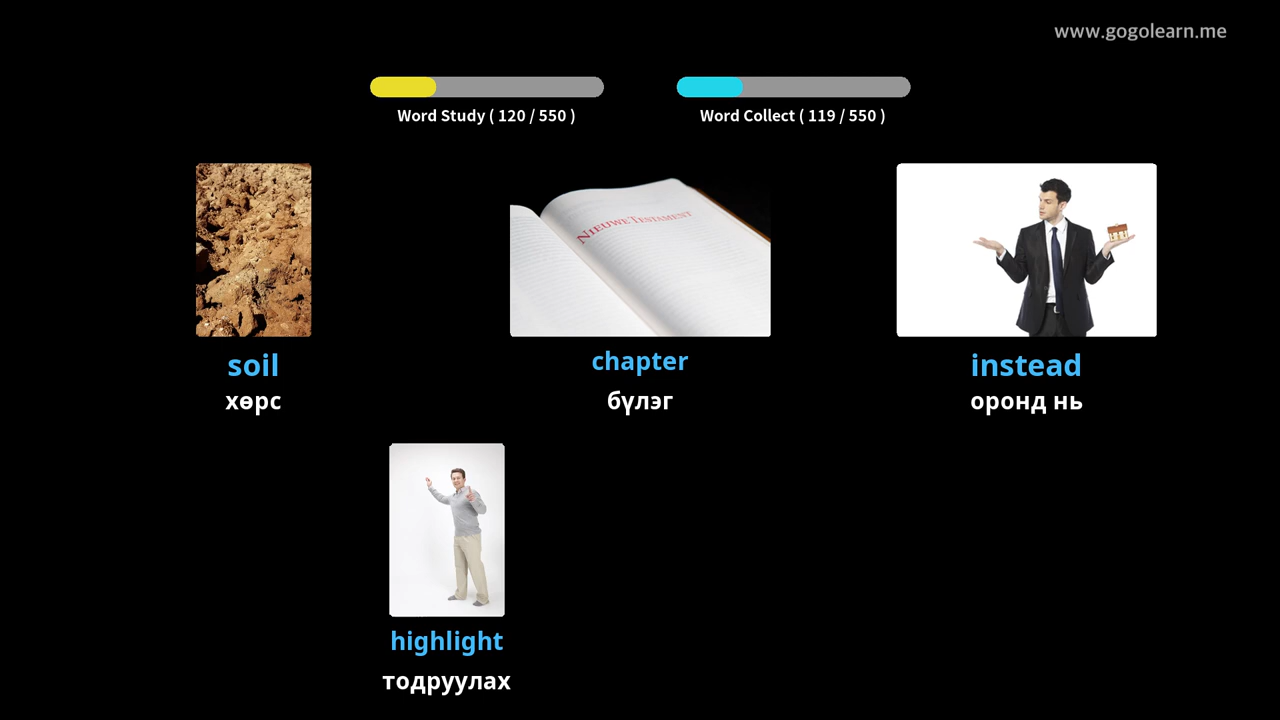 www.gogolearn.me
Word Study ( 120 / 550 )
Word Collect ( 119 / 550 )
NIEUWE TESTAMENT
soil
хөрс
chapter
бүлэг
instead
оронд нь
highlight
тодруулах